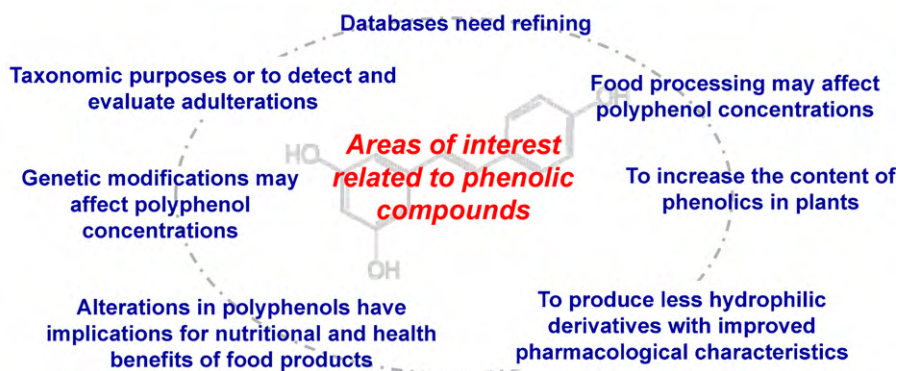 Databases need refining
Taxonomic purposes or to detect and
evaluate adulterations
Food processing may affect
polyphenol concentrations
OH
HO
Areas of interest
related to phenolic
compounds
Genetic modifications may
affect polyphenol
concentrations
To increase the content of
phenolics in plants
OH
Alterations in polyphenols have
implications for nutritional and health
benefits of food products
To produce less hydrophilic
derivatives with improved
pharmacological characteristics